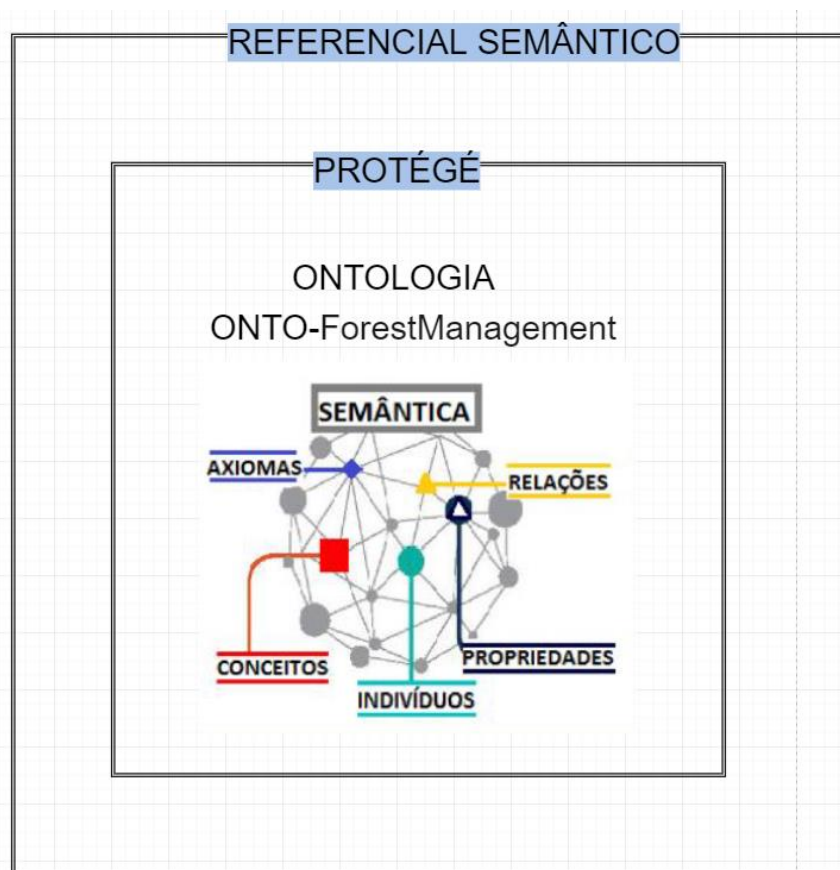 REFERENCIAL SEMÂNTICO
PROTÉGÉ
ONTOLOGIA
ONTO-ForestManagement
SEMÂNTICA
AXIOMAS
RELAÇÕES
CONCEITOS
PROPRIEDADES
INDIVÍDUOS